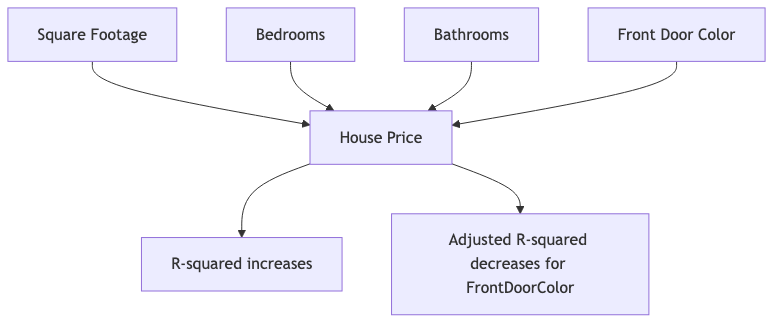 Square Footage
Bedrooms
Bathrooms
Front Door Color
House Price
R-squared increases
Adjusted R-squared
decreases for
FrontDoorColor